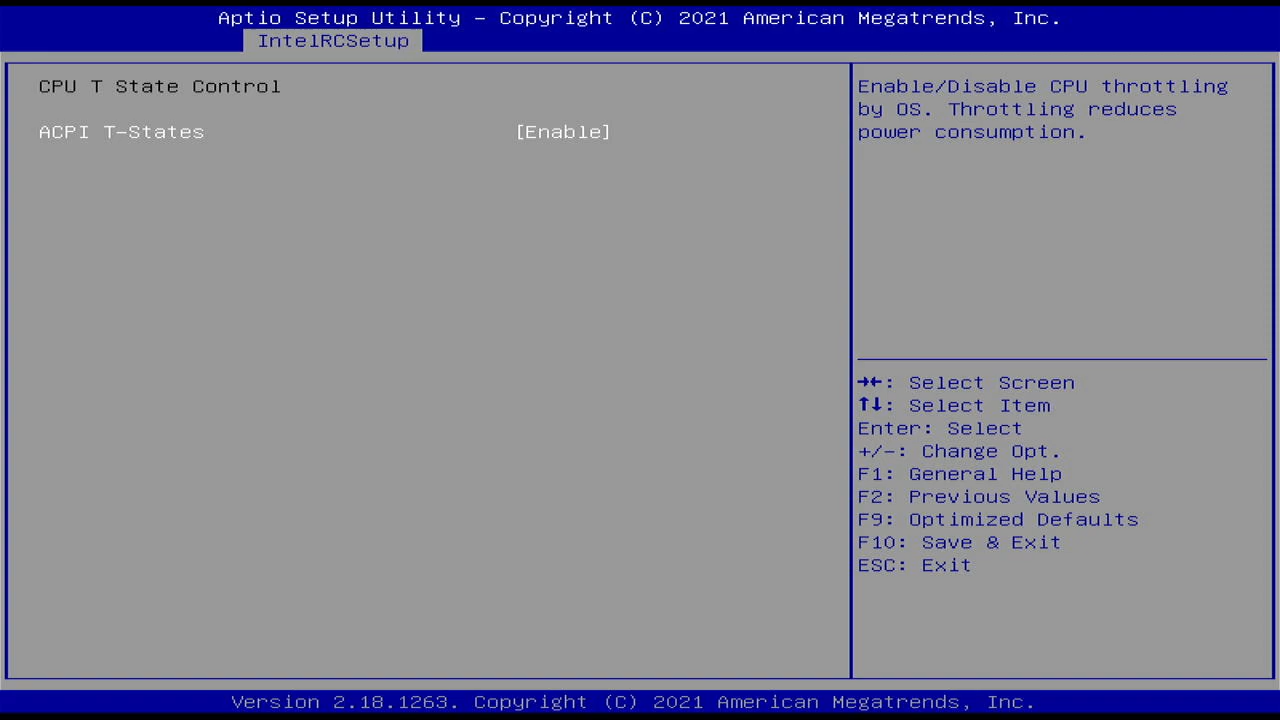 Aptio Setup Utility - Copyright (C) 2021 American Megatrends, Inc.
IntelRCSetup
CPU T State Control
ACPI T-States [Enable]
Enable/Disable CPU throttling
by OS. Throttling reduces
power consumption.
→←: Select Screen
↑↓: Select Item
Enter: Select
+/-: Change Opt.
F1: General Help
F2: Previous Values
F9: Optimized Defaults
F10: Save & Exit
ESC: Exit
Version 2.18.1263. Copyright (C) 2021 American Megatrends, Inc.